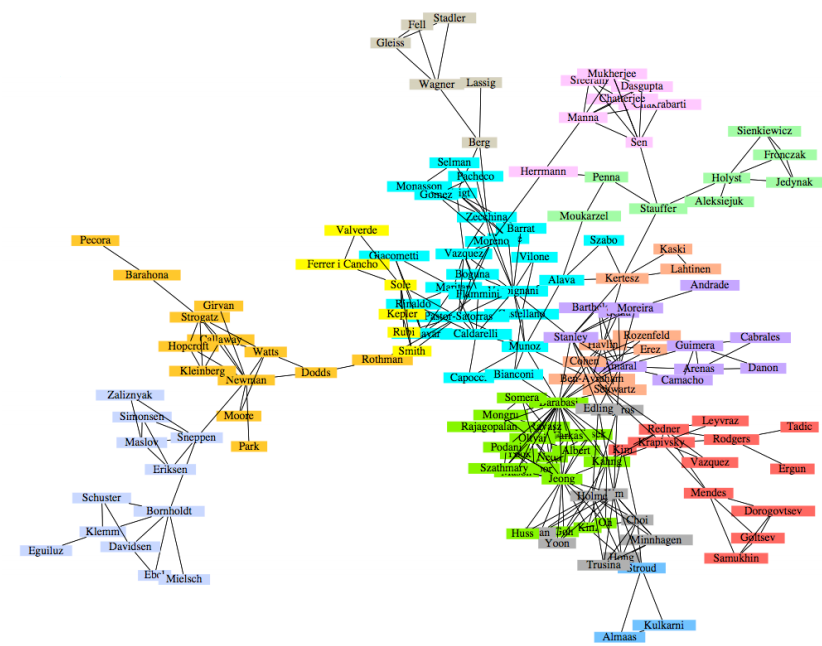 Stadler
Fell
Gleiss
Wagner
Lassig
Berg
Mukherjee
Dasgupta
Chatterjee
Manna
Sen
Sienkiewicz
Fronczak
Holyst
Jedynak
Aleksiejuk
Herrmann
Penna
Stauffer
Moukarzel
Selman
Pacheco
Monasson
Gomez
Zecchina
Barrat
Moreno
Szabo
Vazquez
Vilone
Valverde
Giacometti
Ferrer i Cancho
Sole
Boguna
Flammini
Alava
Kertesz
Kaski
Lahtinen
Andrade
Pecora
Barahona
Girvan
Strogatz
Callaway
Hopcroft
Watts
Kleinberg
Newman
Dodds
Rothman
Moore
Park
Rinaldo
Kepler
Pastor-Satorras
Rubi
Caldarelli
Smith
Munoz
Bianconi
Moreira
Stanley
Rozenfeld
Havlin
Erez
Cohen
Guimera
Cabrales
Arenas
Danon
Camacho
Ben-Avraham
Schwartz
Zaliznyak
Simonsen
Maslov
Sneppen
Eriksen
Schuster
Bornholdt
Klemm
Davidsen
Eguiluz
Mielsch
Somera
Barabasi
Edling
Mongru
Rajagopalan
Podani
Albert
Szathmary
Kahng
Jeong
Holme
Huss
Yoon
Choi
Minnhagen
Hong
Trusina
Stroud
Kulkarni
Almaas
Redner
Leyvraz
Tadic
Krapivsky
Rodgers
Kim
Vazquez
Ergun
Mendes
Dorogovtsev
Goltsev
Samukhin